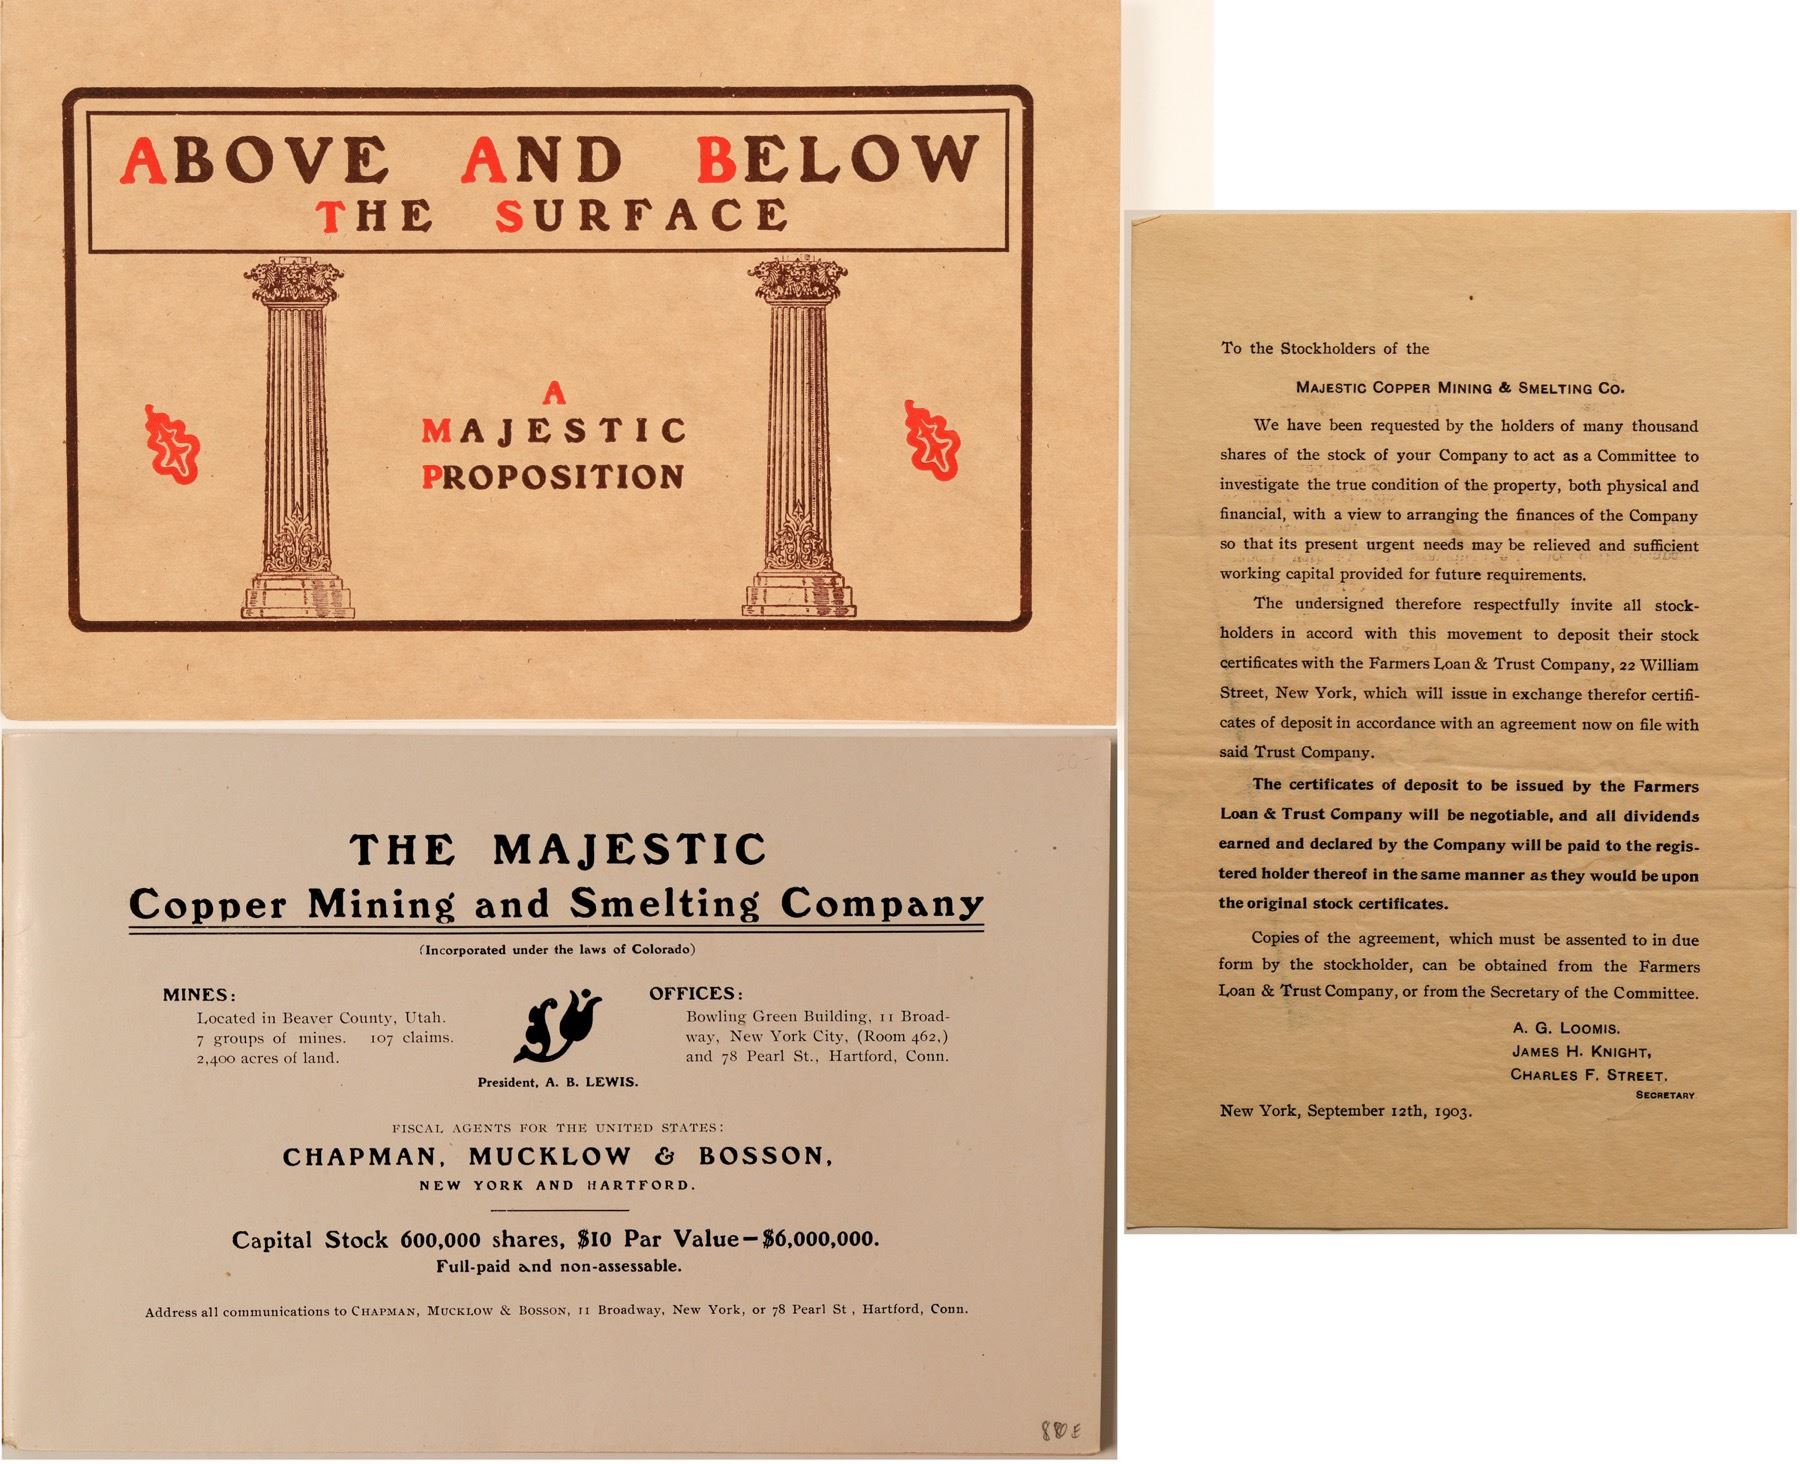 ABOVE AND BELOW
THE SURFACE
A
MAJESTIC
PROPOSITION
20-
THE MAJESTIC
Copper Mining and Smelting Company
(Incorporated under the laws of Colorado)
MINES:
Located in Beaver County, Utah.
7 groups of mines. 107 claims.
2,400 acres of land.
OFFICES:
Bowling Green Building, 11 Broad-
way, New York City, (Room 462,)
and 78 Pearl St., Hartford, Conn.
President, A. B. LEWIS.
FISCAL AGENTS FOR THE UNITED STATES:
CHAPMAN, MUCKLOW & BOSSON,
NEW YORK AND HARTFORD.
Capital Stock 600,000 shares, $10 Par Value—$6,000,000.
Full-paid and non-assessable.
Address all communications to CHAPMAN, MUCKLOW & BOSSON, 11 Broadway, New York, or 78 Pearl St , Hartford, Conn.
To the Stockholders of the
MAJESTIC COPPER MINING & SMELTING CO.
We have been requested by the holders of many thousand
shares of the stock of your Company to act as a Committee to
investigate the true condition of the property, both physical and
financial, with a view to arranging the finances of the Company
so that its present urgent needs may be relieved and sufficient
working capital provided for future requirements.
The undersigned therefore respectfully invite all stock-
holders in accord with this movement to deposit their stock
certificates with the Farmers Loan & Trust Company, 22 William
Street, New York, which will issue in exchange therefor certifi-
cates of deposit in accordance with an agreement now on file with
said Trust Company.
The certificates of deposit to be issued by the Farmers
Loan & Trust Company will be negotiable, and all dividends
earned and declared by the Company will be paid to the regis-
tered holder thereof in the same manner as they would be upon
the original stock certificates.
Copies of the agreement, which must be assented to in due
form by the stockholder, can be obtained from the Farmers
Loan & Trust Company, or from the Secretary of the Committee.
A. G. LOOMIS.
JAMES H. KNIGHT,
CHARLES F. STREET,
SECRETARY
New York, September 12th, 1903.